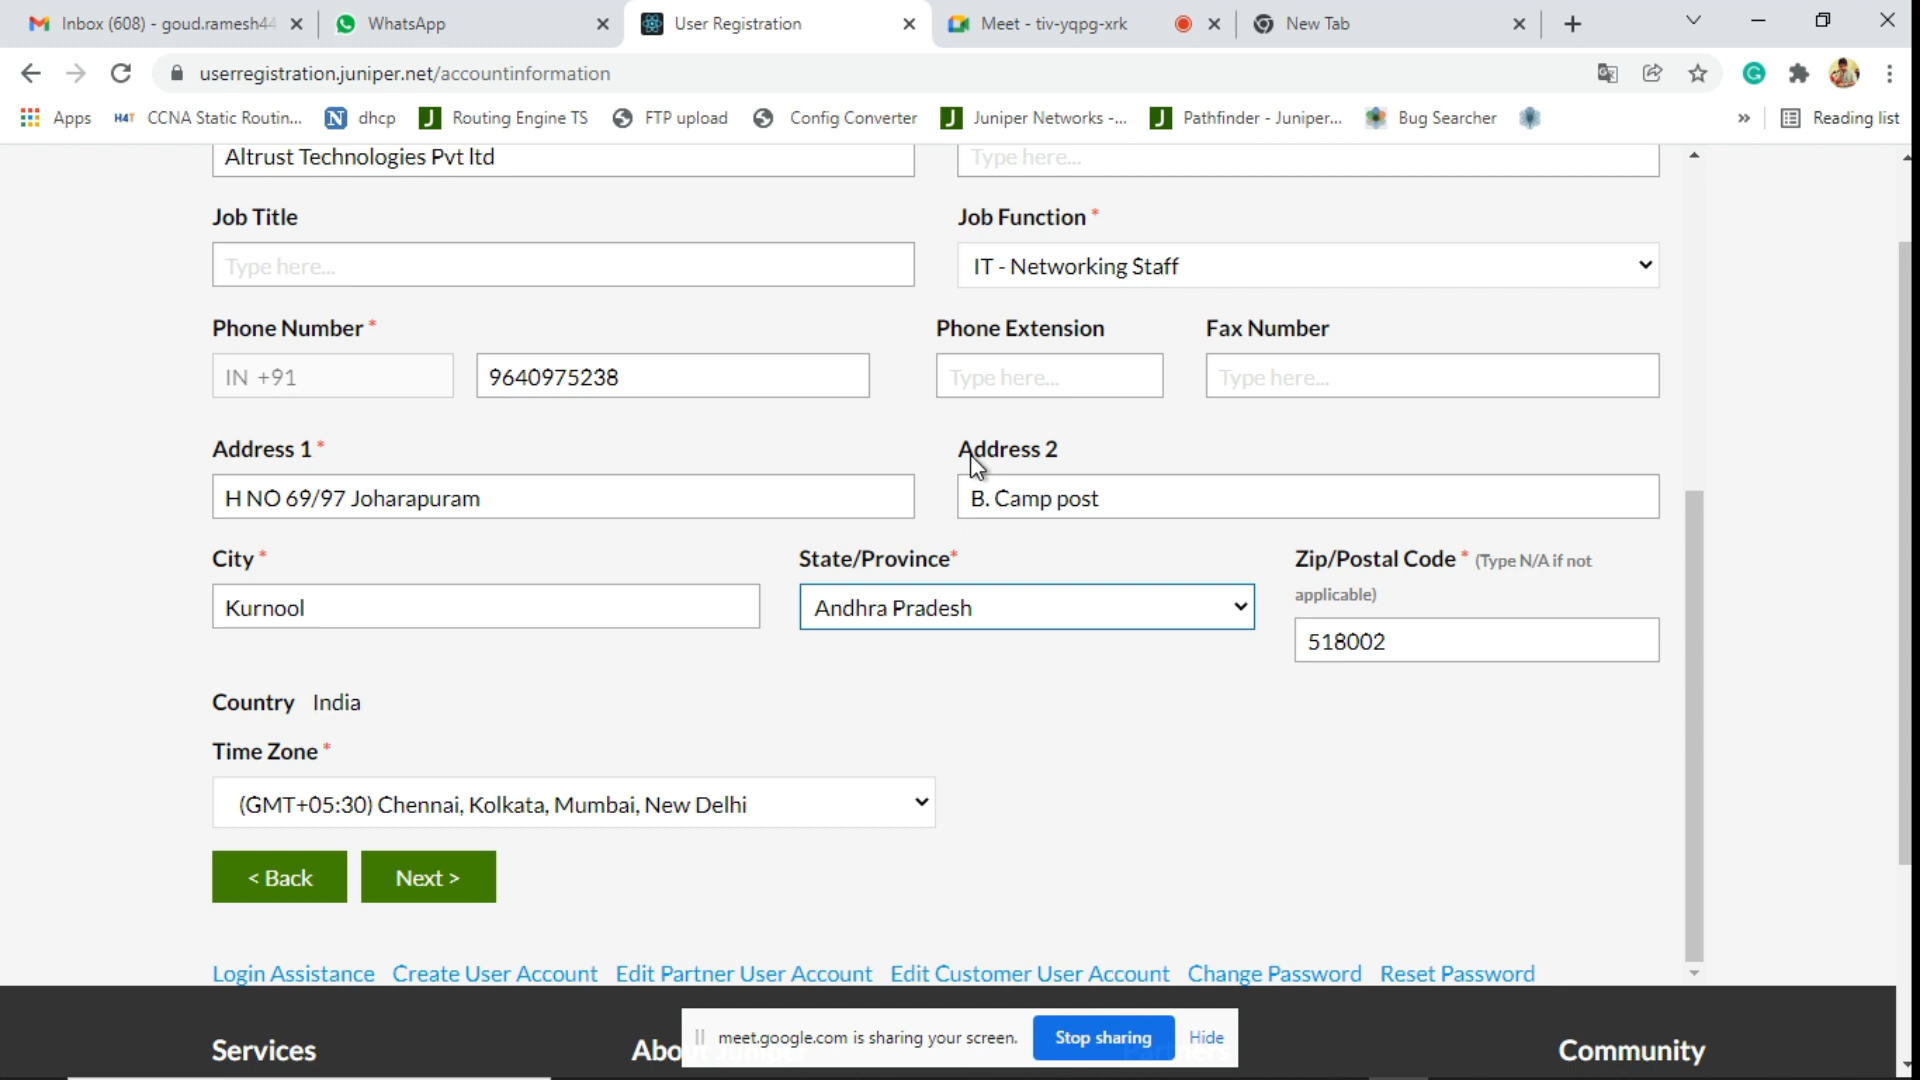 Inbox (608) - goud.ramesh44
WhatsApp
User Registration
Meet - tiv-yqpg-xrk
New Tab
userregistration.juniper.net/accountinformation
Apps
H4T CCNA Static Routin...
N dhcp
J Routing Engine TS
FTP upload
Config Converter
J Juniper Networks -...
J Pathfinder - Juniper...
Bug Searcher
»
Reading list
Altrust Technologies Pvt ltd
Type here...
Job Title
Job Function *
Type here...
IT - Networking Staff
Phone Number *
Phone Extension
Fax Number
IN +91
9640975238
Type here...
Type here...
Address 1 *
Address 2
H NO 69/97 Joharapuram
B. Camp post
City *
State/Province*
Zip/Postal Code * (Type N/A if not
applicable)
Kurnool
Andhra Pradesh
518002
Country India
Time Zone *
(GMT+05:30) Chennai, Kolkata, Mumbai, New Delhi
< Back
Next >
Login Assistance Create User Account Edit Partner User Account Edit Customer User Account Change Password Reset Password
meet.google.com is sharing your screen.
Stop sharing
Hide
Services
Community